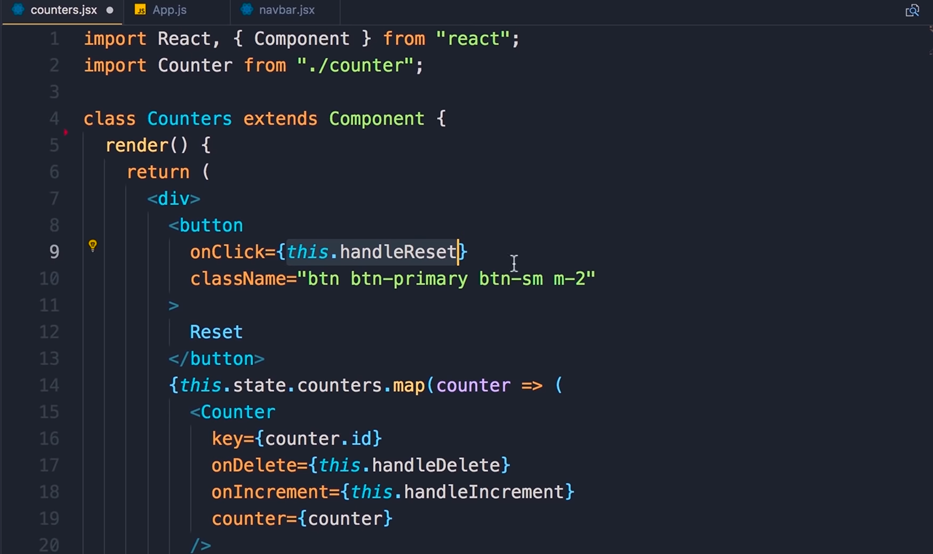 counters.jsx App.js navbar.jsx
1 import React, { Component } from "react";
2 import Counter from "./counter";
3
4 class Counters extends Component {
5 render() {
6 return (
7 <div>
8 <button
9 onClick={this.handleReset}
10 className="btn btn-primary btn-sm m-2"
11 >
12 Reset
13 </button>
14 {this.state.counters.map(counter => (
15 <Counter
16 key={counter.id}
17 onDelete={this.handleDelete}
18 onIncrement={this.handleIncrement}
19 counter={counter}
20 />